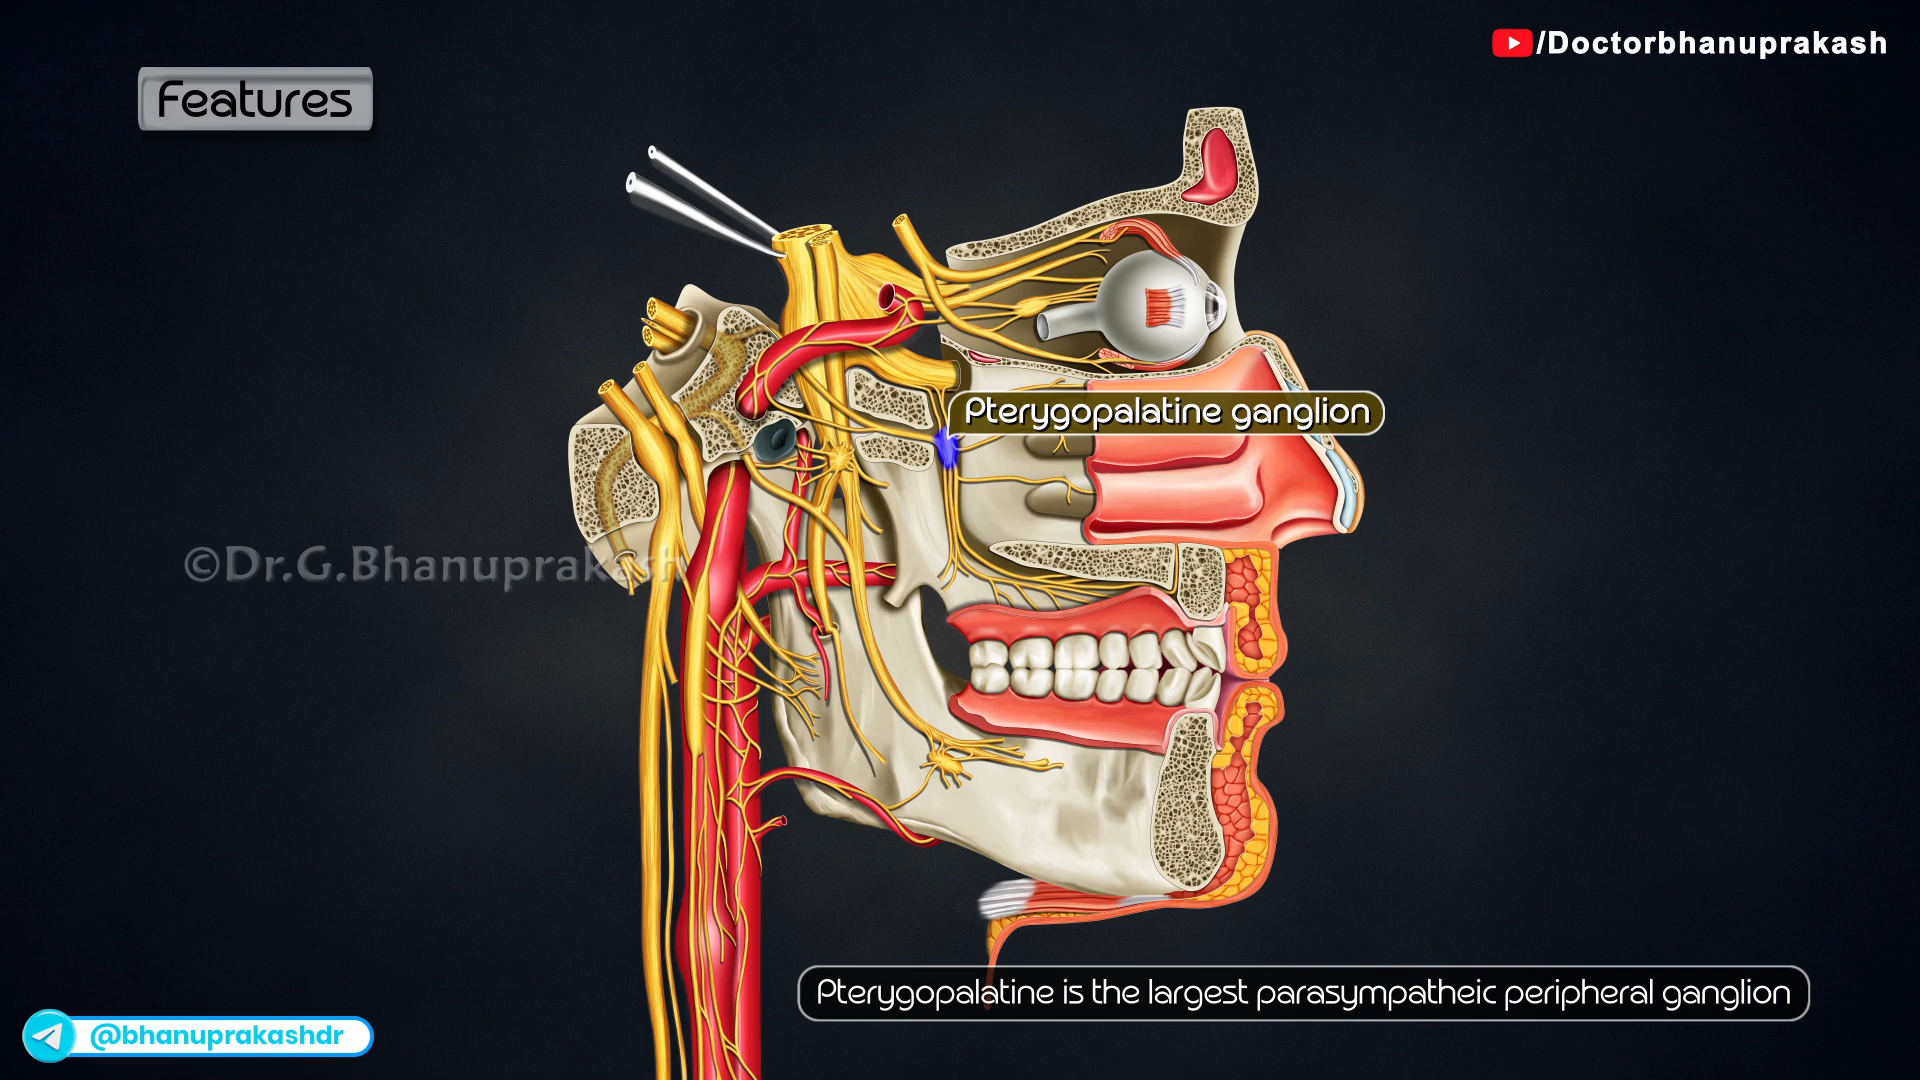 /Doctorbhanuprakash
Features
Pterygopalatine ganglion
©Dr.G.Bhanuprakash
Pterygopalatine is the largest parasympatheic peripheral ganglion
@bhanuprakashdr